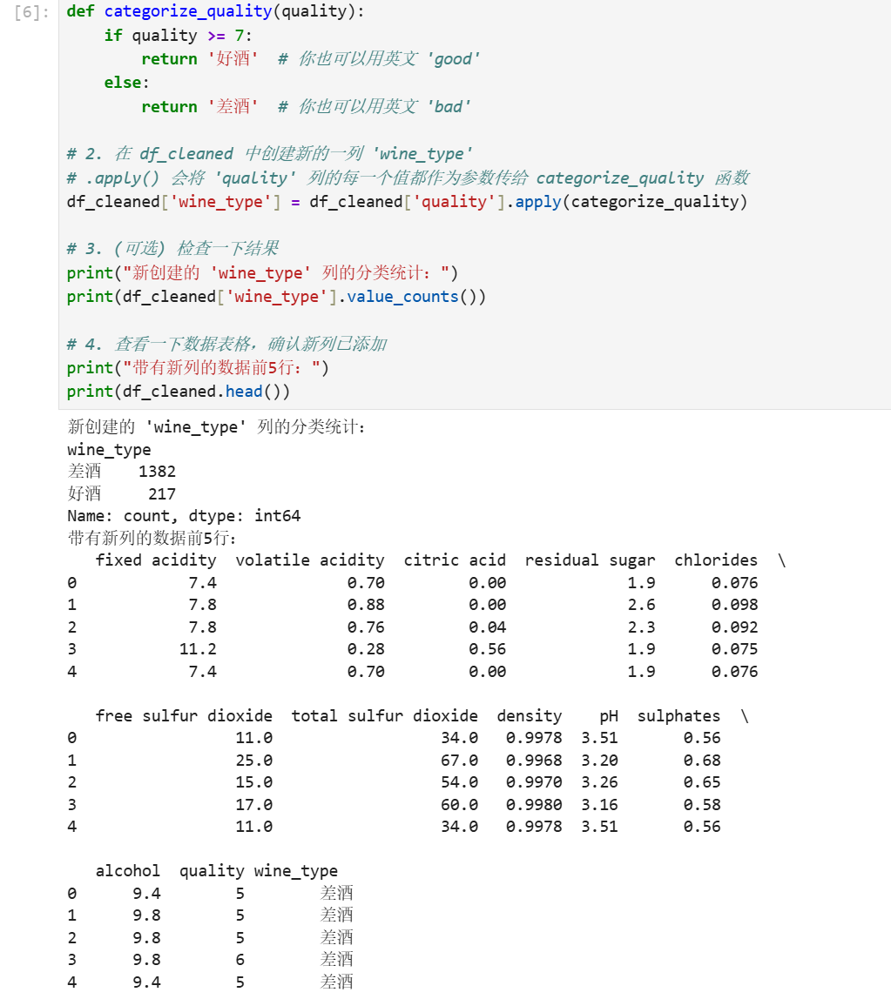 [6]: def categorize_quality(quality):
    if quality >= 7:
        return '好酒'  # 你也可以用英文 'good'
    else:
        return '差酒'  # 你也可以用英文 'bad'
# 2. 在 df_cleaned 中创建新的一列 'wine_type'
# .apply() 会将 'quality' 列的每一个值都作为参数传给 categorize_quality 函数
df_cleaned['wine_type'] = df_cleaned['quality'].apply(categorize_quality)
# 3. (可选) 检查一下结果
print("新创建的 'wine_type' 列的分类统计：")
print(df_cleaned['wine_type'].value_counts())
# 4. 查看一下数据表格，确认新列已添加
print("带有新列的数据前5行：")
print(df_cleaned.head())
新创建的 'wine_type' 列的分类统计：
wine_type
差酒    1382
好酒     217
Name: count, dtype: int64
带有新列的数据前5行：
   fixed acidity  volatile acidity  citric acid  residual sugar  chlorides  \
0            7.4              0.70         0.00             1.9      0.076
1            7.8              0.88         0.00             2.6      0.098
2            7.8              0.76         0.04             2.3      0.092
3           11.2              0.28         0.56             1.9      0.075
4            7.4              0.70         0.00             1.9      0.076
   free sulfur dioxide  total sulfur dioxide  density    pH  sulphates  \
0                 11.0                  34.0   0.9978  3.51       0.56
1                 25.0                  67.0   0.9968  3.20       0.68
2                 15.0                  54.0   0.9970  3.26       0.65
3                 17.0                  60.0   0.9980  3.16       0.58
4                 11.0                  34.0   0.9978  3.51       0.56
   alcohol  quality wine_type
0      9.4        5        差酒
1      9.8        5        差酒
2      9.8        5        差酒
3      9.8        6        差酒
4      9.4        5        差酒